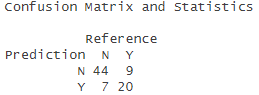 Confusion Matrix and Statistics
Reference
Prediction N Y
N 44 9
Y 7 20